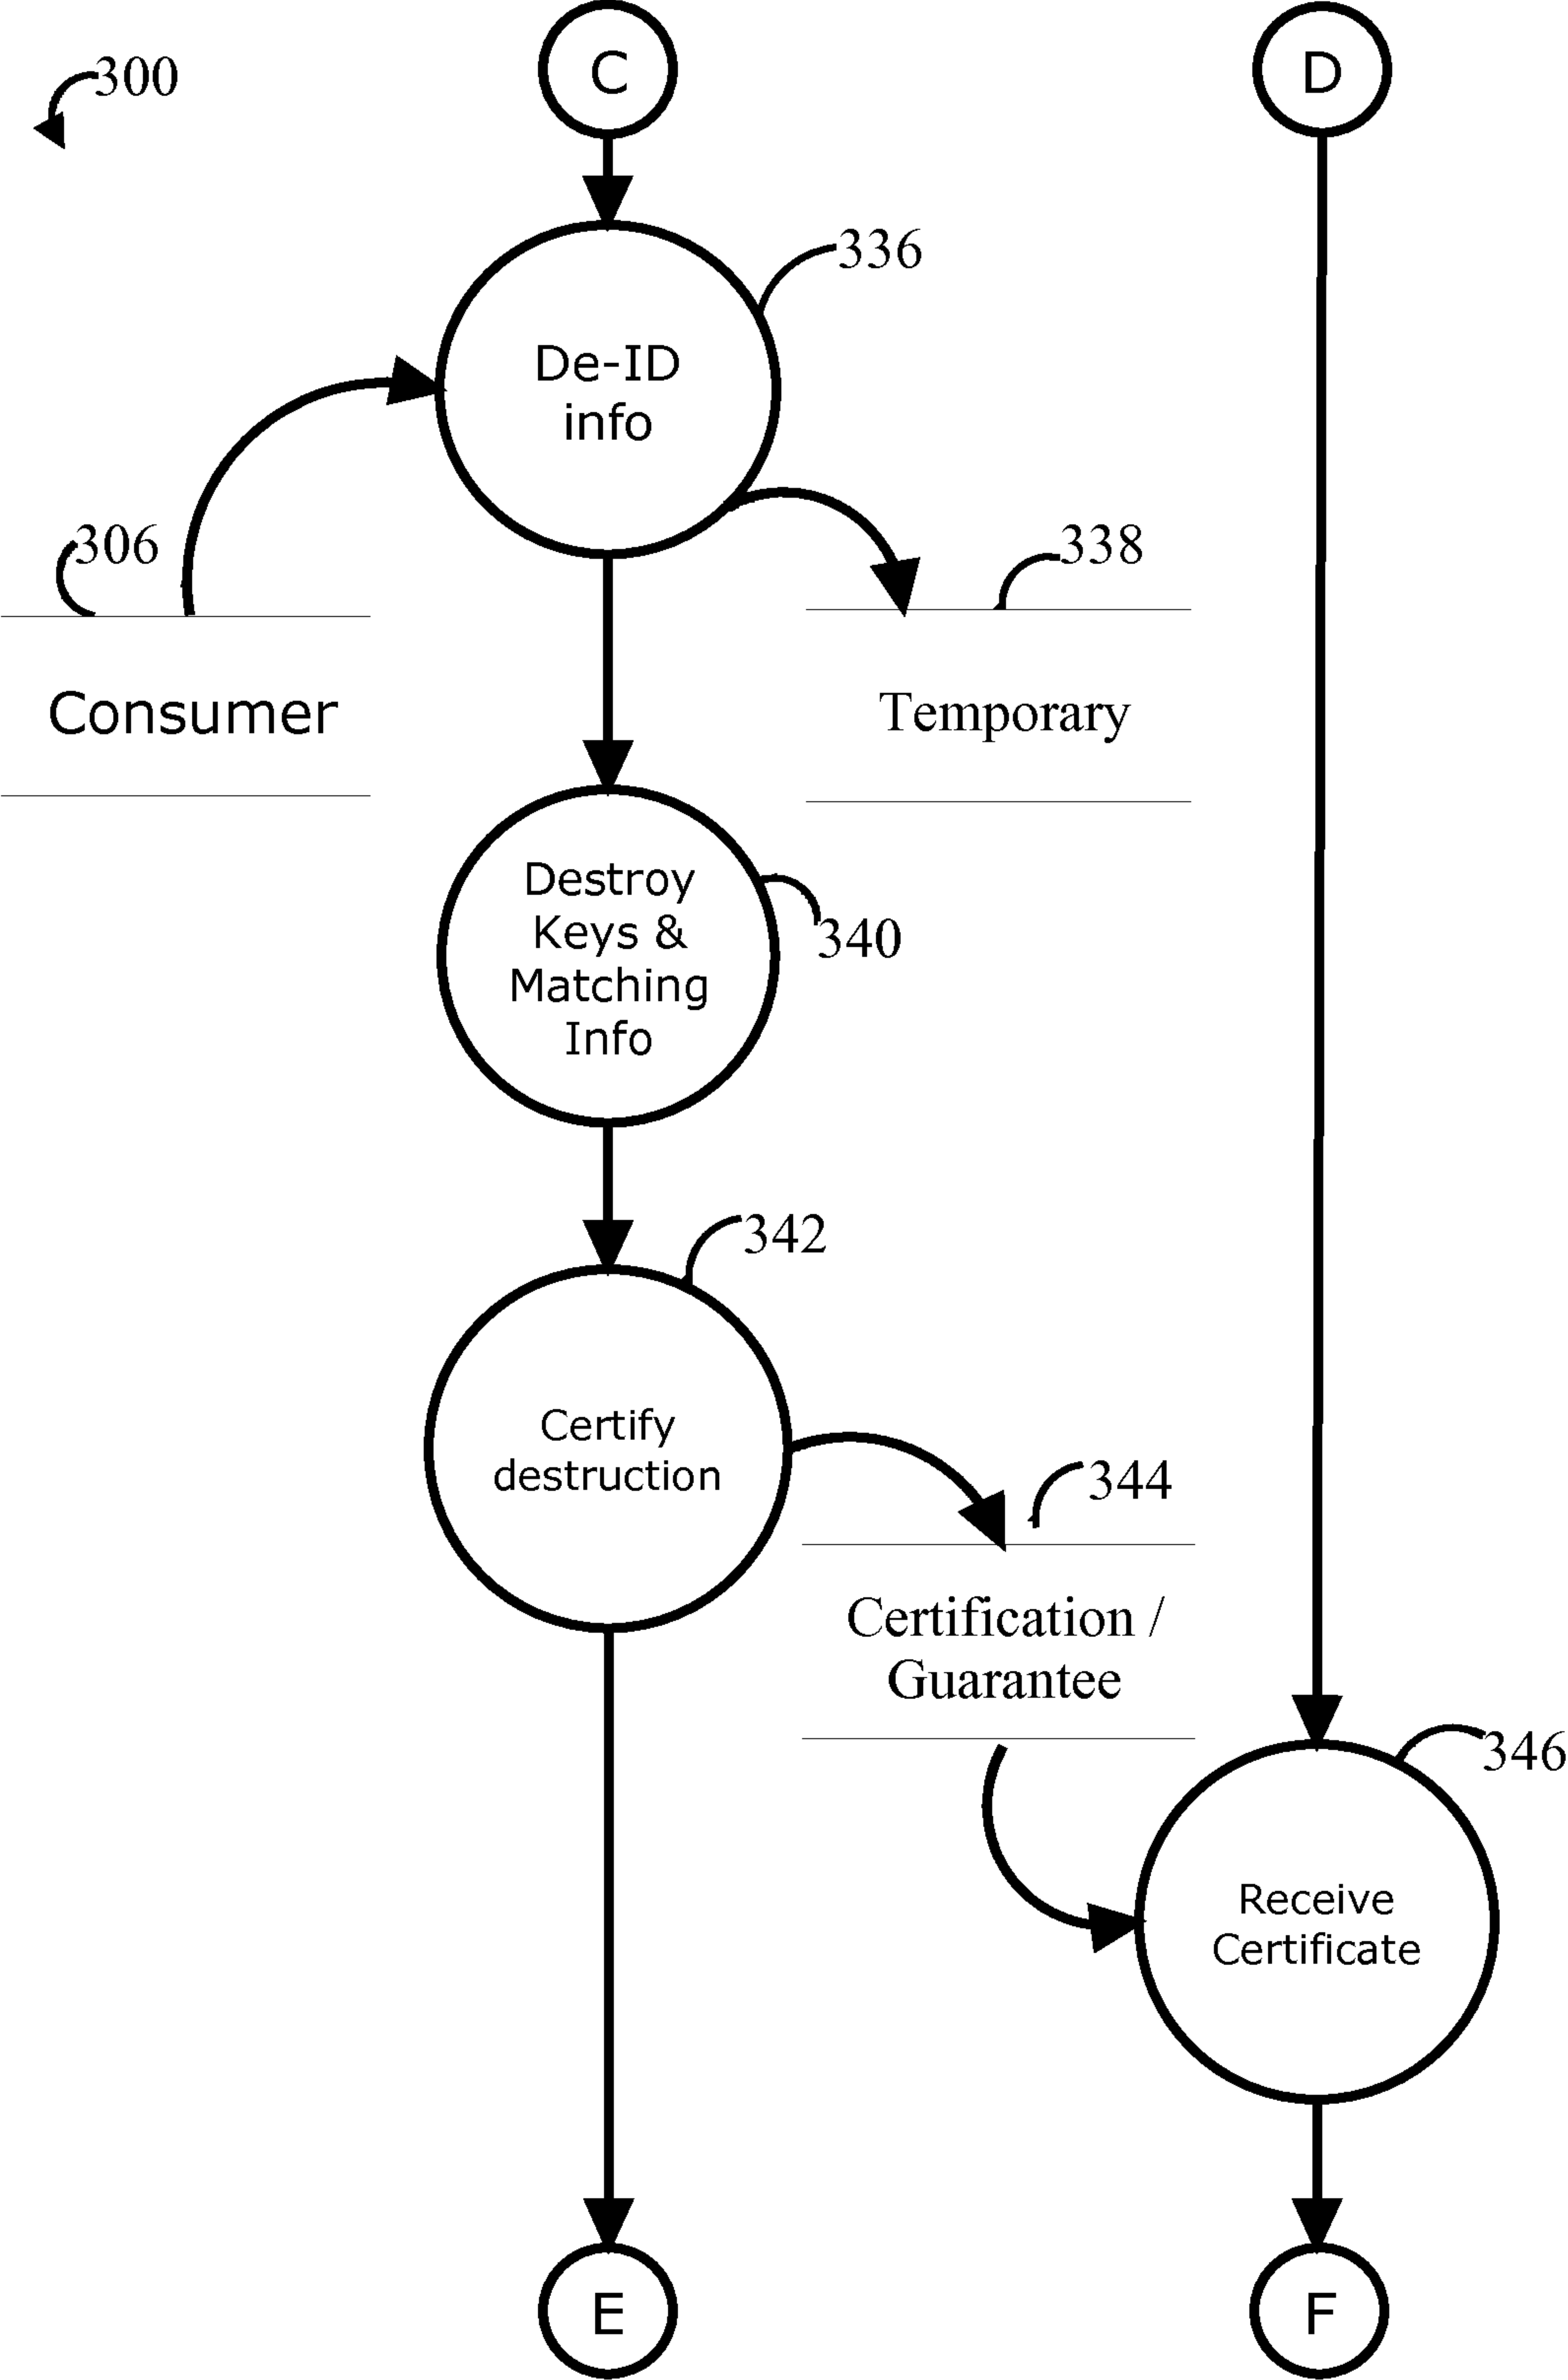 C
D
300
336
De-ID
info
306
338
Consumer
Temporary
Destroy
Keys &
Matching
Info
340
342
Certify
destruction
344
Certification /
Guarantee
346
Receive
Certificate
E
F